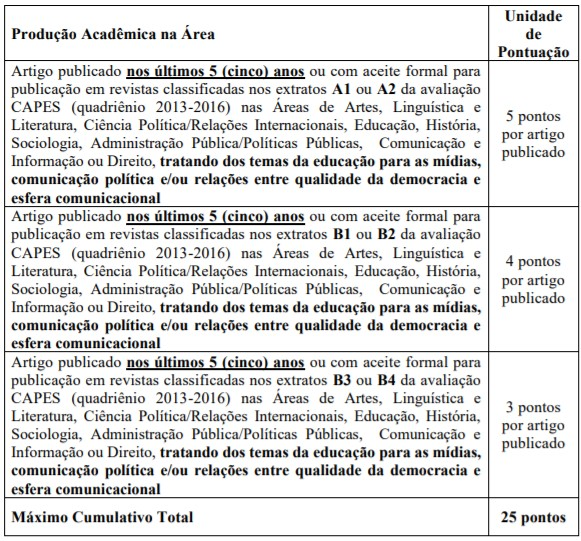 Produção Acadêmica na Área
Unidade
de
Pontuação
Artigo publicado nos últimos 5 (cinco) anos ou com aceite formal para
publicação em revistas classificadas nos extratos A1 ou A2 da avaliação
CAPES (quadriênio 2013-2016) nas Áreas de Artes, Linguística e
Literatura, Ciência Política/Relações Internacionais, Educação, História,
Sociologia, Administração Pública/Políticas Públicas, Comunicação e
Informação ou Direito, tratando dos temas da educação para as mídias,
comunicação política e/ou relações entre qualidade da democracia e
esfera comunicacional
5 pontos
por artigo
publicado
Artigo publicado nos últimos 5 (cinco) anos ou com aceite formal para
publicação em revistas classificadas nos extratos B1 ou B2 da avaliação
CAPES (quadriênio 2013-2016) nas Áreas de Artes, Linguística e
Literatura, Ciência Política/Relações Internacionais, Educação, História,
Sociologia, Administração Pública/Políticas Públicas, Comunicação e
Informação ou Direito, tratando dos temas da educação para as mídias,
comunicação política e/ou relações entre qualidade da democracia e
esfera comunicacional
4 pontos
por artigo
publicado
Artigo publicado nos últimos 5 (cinco) anos ou com aceite formal para
publicação em revistas classificadas nos extratos B3 ou B4 da avaliação
CAPES (quadriênio 2013-2016) nas Áreas de Artes, Linguística e
Literatura, Ciência Política/Relações Internacionais, Educação, História,
Sociologia, Administração Pública/Políticas Públicas, Comunicação e
Informação ou Direito, tratando dos temas da educação para as mídias,
comunicação política e/ou relações entre qualidade da democracia e
esfera comunicacional
3 pontos
por artigo
publicado
Máximo Cumulativo Total
25 pontos